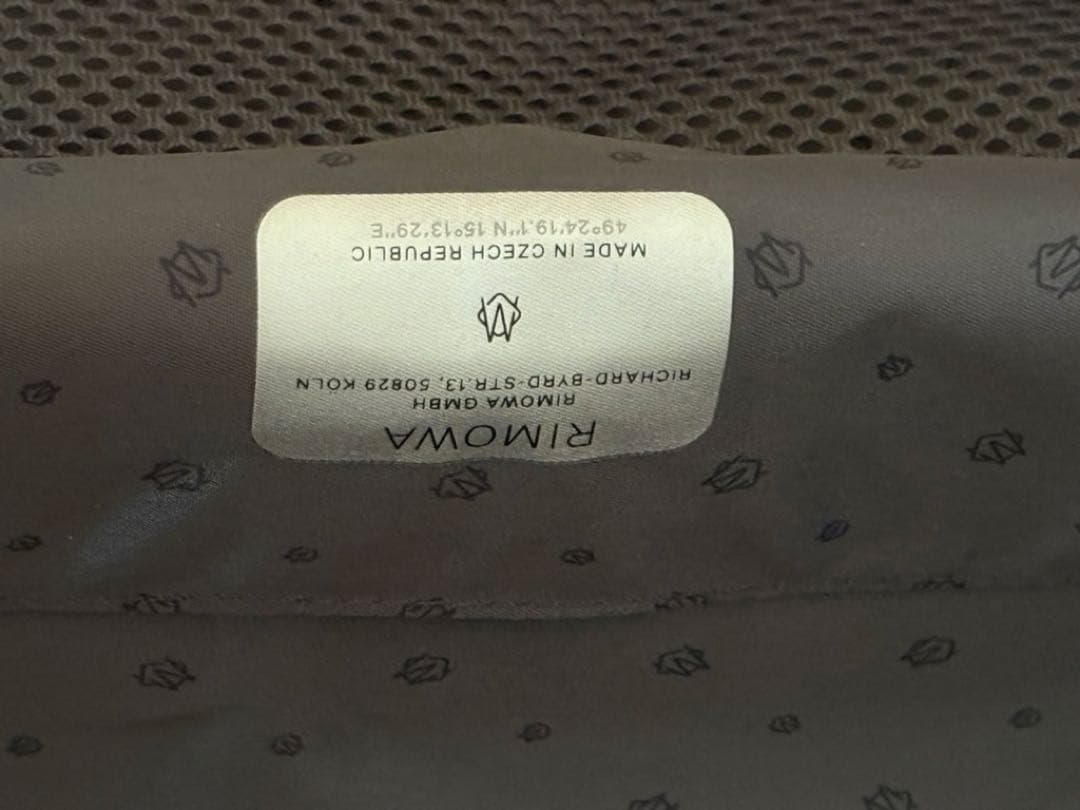 RIMOWA
RIMOWA GMBH
RICHARD-BYRD-STR.13, 50829 KÖLN
MADE IN CZECH REPUBLIC
49°24'19.1"N 15°13'29"E